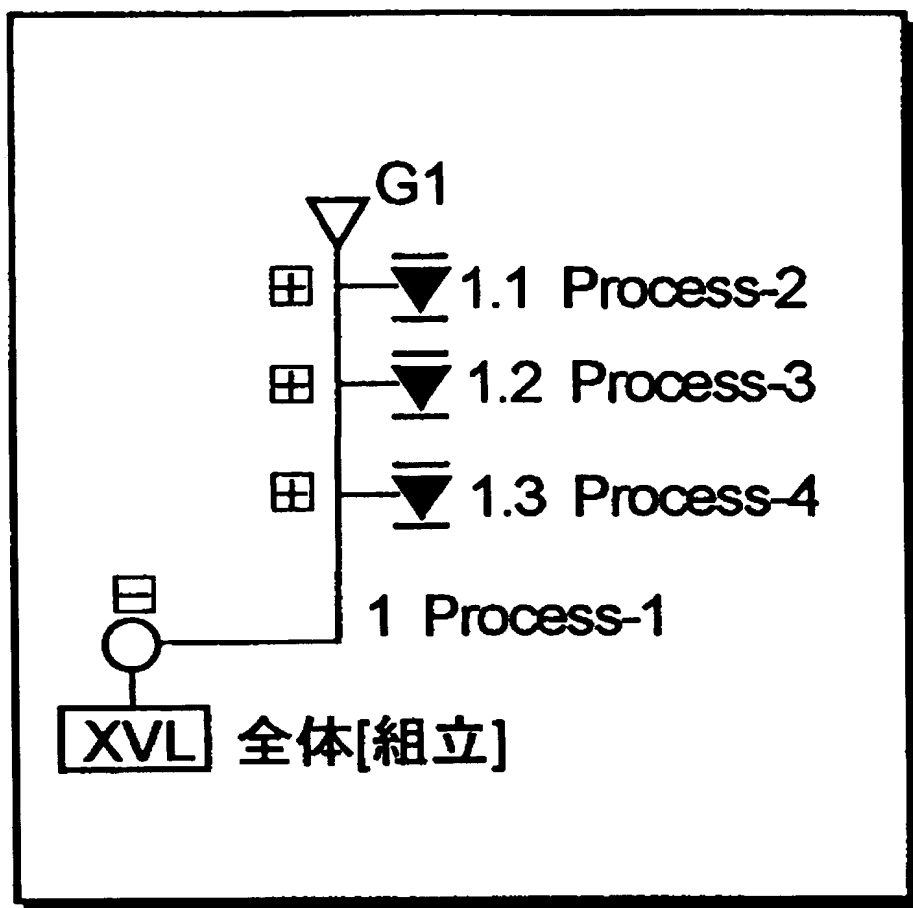 G1
1.1 Process-2
1.2 Process-3
1.3 Process-4
1 Process-1
XVL 全体[組立]